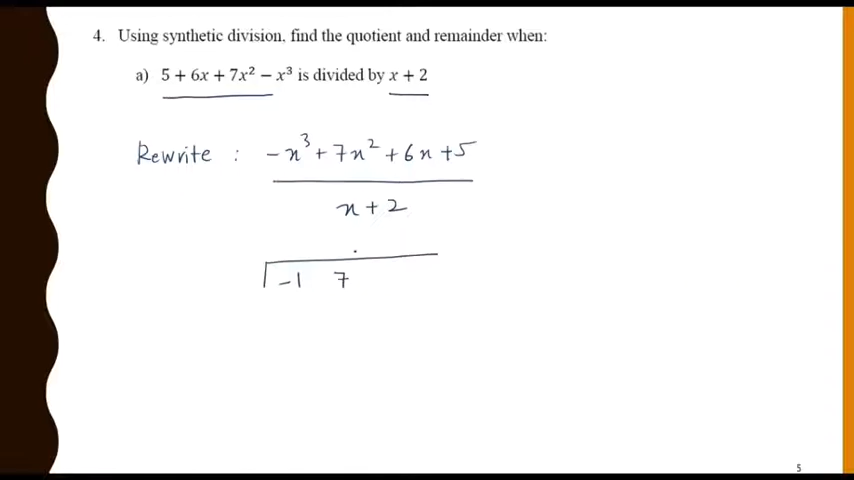 4. Using synthetic division, find the quotient and remainder when:
a) 5 + 6x + 7x² − x³ is divided by x + 2
Rewrite : -x³ + 7x² + 6x + 5
x + 2
-1 7
5